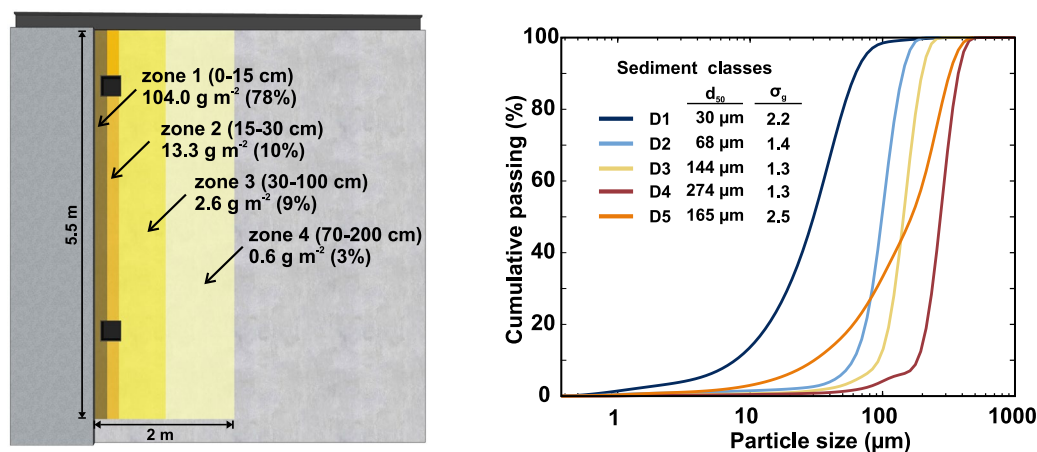 zone 1 (0-15 cm)
104.0 g m⁻² (78%)
zone 2 (15-30 cm)
13.3 g m⁻² (10%)
zone 3 (30-100 cm)
2.6 g m⁻² (9%)
zone 4 (70-200 cm)
0.6 g m⁻² (3%)
5.5 m
2 m
Cumulative passing (%)
100
80
60
40
20
0
Sediment classes
d₅₀ σg
D1 30 µm 2.2
D2 68 µm 1.4
D3 144 µm 1.3
D4 274 µm 1.3
D5 165 µm 2.5
1 10 100 1000
Particle size (µm)